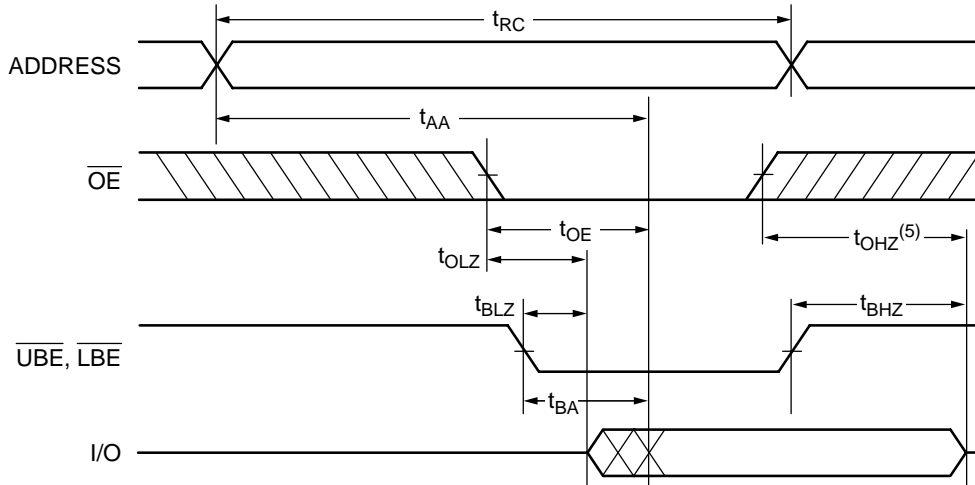 tRC
ADDRESS
tAA
OE
tOE
tOHZ(5)
tOLZ
tBLZ
tBHZ
UBE, LBE
tBA
I/O